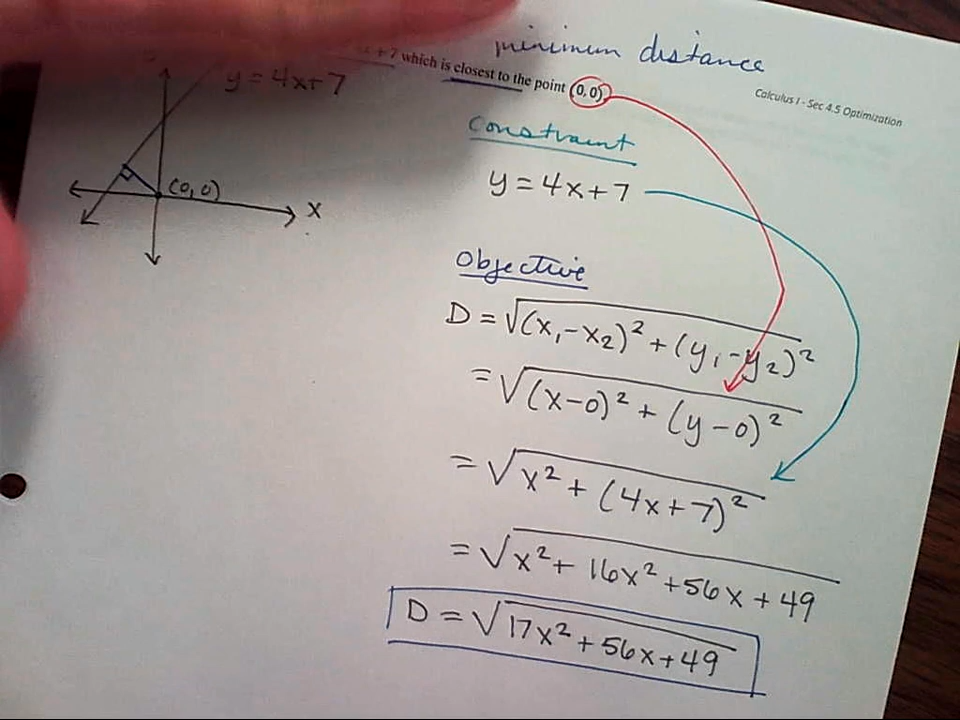 minimum distance
+ 7 which is closest to the point (0, 0)
Calculus I - Sec 4.5 Optimization
y = 4x+7
(0,0)
x
Constraint
y = 4x+7
Objective
D = √(x₁-x₂)² + (y₁-y₂)²
= √(x-0)² + (y-0)²
= √x² + (4x+7)²
= √x² + 16x² + 56x + 49
D = √17x² + 56x + 49